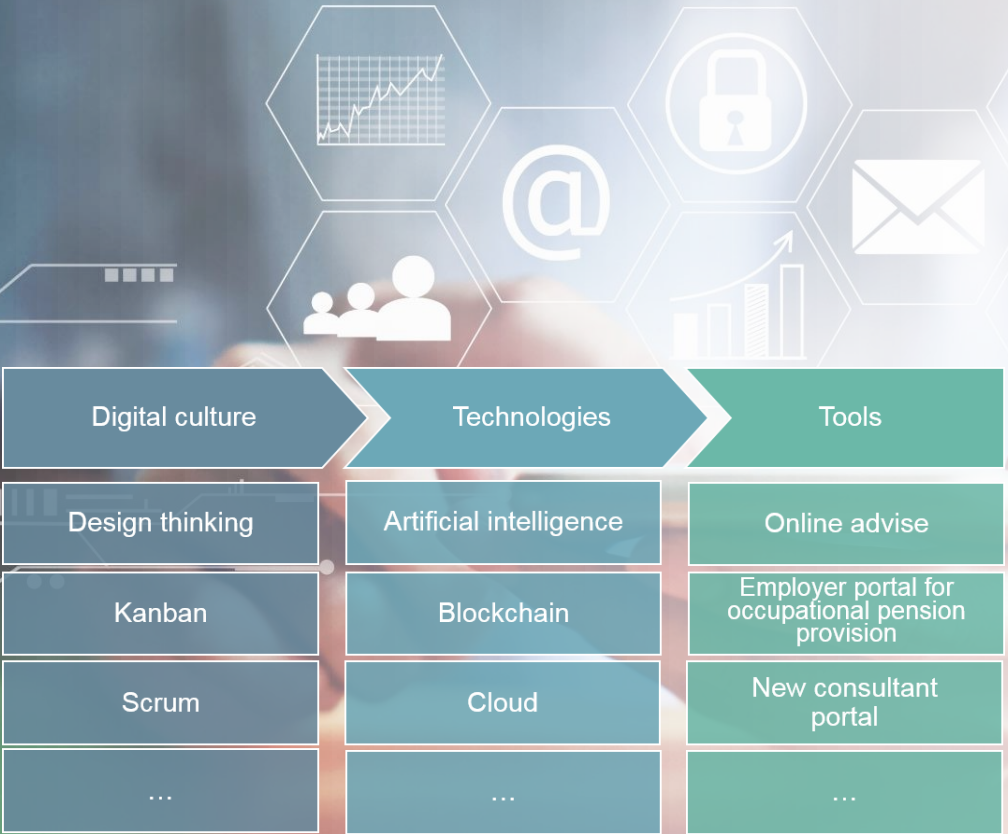 @
Digital culture
Technologies
Tools
Design thinking
Artificial intelligence
Online advise
Kanban
Blockchain
Employer portal for
occupational pension
provision
Scrum
Cloud
New consultant
portal
...
...
...